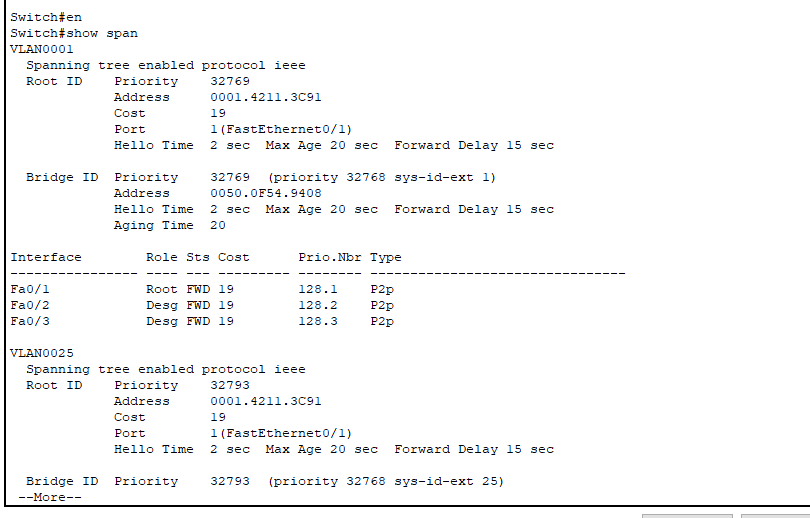 Switch#en
Switch#show span
VLAN0001
  Spanning tree enabled protocol ieee
  Root ID    Priority    32769
             Address     0001.4211.3C91
             Cost        19
             Port        1(FastEthernet0/1)
             Hello Time  2 sec  Max Age 20 sec  Forward Delay 15 sec

  Bridge ID  Priority    32769  (priority 32768 sys-id-ext 1)
             Address     0050.0F54.9408
             Hello Time  2 sec  Max Age 20 sec  Forward Delay 15 sec
             Aging Time  20

Interface        Role Sts Cost      Prio.Nbr Type
---------------- ---- --- --------- -------- --------------------------------
Fa0/1            Root FWD 19        128.1    P2p
Fa0/2            Desg FWD 19        128.2    P2p
Fa0/3            Desg FWD 19        128.3    P2p

VLAN0025
  Spanning tree enabled protocol ieee
  Root ID    Priority    32793
             Address     0001.4211.3C91
             Cost        19
             Port        1(FastEthernet0/1)
             Hello Time  2 sec  Max Age 20 sec  Forward Delay 15 sec

  Bridge ID  Priority    32793  (priority 32768 sys-id-ext 25)
 --More--